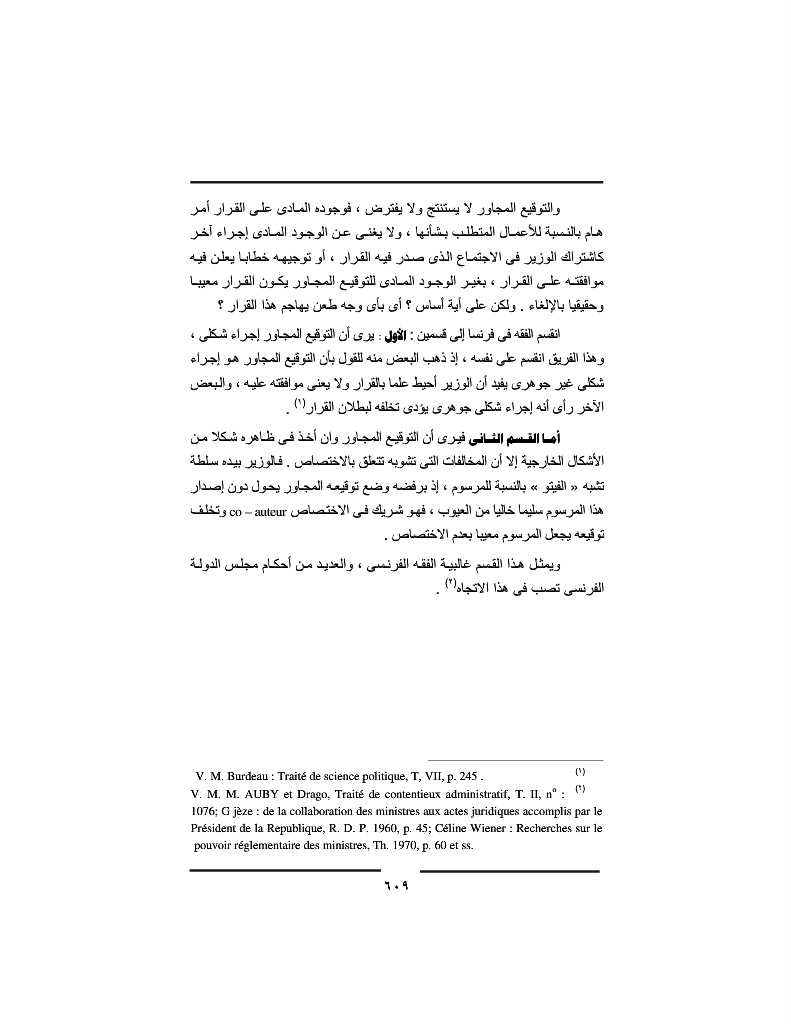 والتوقيع المجاور لا يستنتج ولا يفترض ، فوجوده المادى على القرار أمر
هام بالنسبة للأعمال المتطلب بشأنها ، ولا يغنى عن الوجود المادى إجراء آخر
كاشتراك الوزير فى الاجتماع الذى صدر فيه القرار ، أو توجيهه خطابا يعلن فيه
موافقته على القرار ، بغير الوجود المادى للتوقيع المجاور يكون القرار معيبا
وحقيقيا بالإلغاء . ولكن على أية أساس ؟ أى بأى وجه طعن يهاجم هذا القرار ؟
انقسم الفقه فى فرنسا إلى قسمين : الأول : يرى أن التوقيع المجاور إجراء شكلى ،
وهذا الفريق انقسم على نفسه ، إذ ذهب البعض منه للقول بأن التوقيع المجاور هو إجراء
شكلى غير جوهرى يفيد أن الوزير أحيط علما بالقرار ولا يعنى موافقته عليه ، والبعض
الآخر رأى أنه إجراء شكلى جوهرى يؤدى تخلفه لبطلان القرار(١) .
أما القسم الثانى فيرى أن التوقيع المجاور وان أخذ فى ظاهره شكلا من
الأشكال الخارجية إلا أن المخالفات التى تشوبه تتعلق بالاختصاص . فالوزير بيده سلطة
تشبه « الفيتو » بالنسبة للمرسوم ، إذ برفضه وضع توقيعه المجاور يحول دون إصدار
هذا المرسوم سليما خاليا من العيوب ، فهو شريك فى الاختصاص co – auteur وتخلف
توقيعه يجعل المرسوم معيبا بعدم الاختصاص .
ويمثل هذا القسم غالبية الفقه الفرنسى ، والعديد من أحكام مجلس الدولة
الفرنسى تصب فى هذا الاتجاه(٢) .
(١) V. M. Burdeau : Traité de science politique, T, VII, p. 245 .
(٢) V. M. M. AUBY et Drago, Traité de contentieux administratif, T. II, nº :
1076; G jèze : de la collaboration des ministres aux actes juridiques accomplis par le
Président de la Republique, R. D. P. 1960, p. 45; Céline Wiener : Recherches sur le
pouvoir réglementaire des ministres, Th. 1970, p. 60 et ss.
٦٠٩